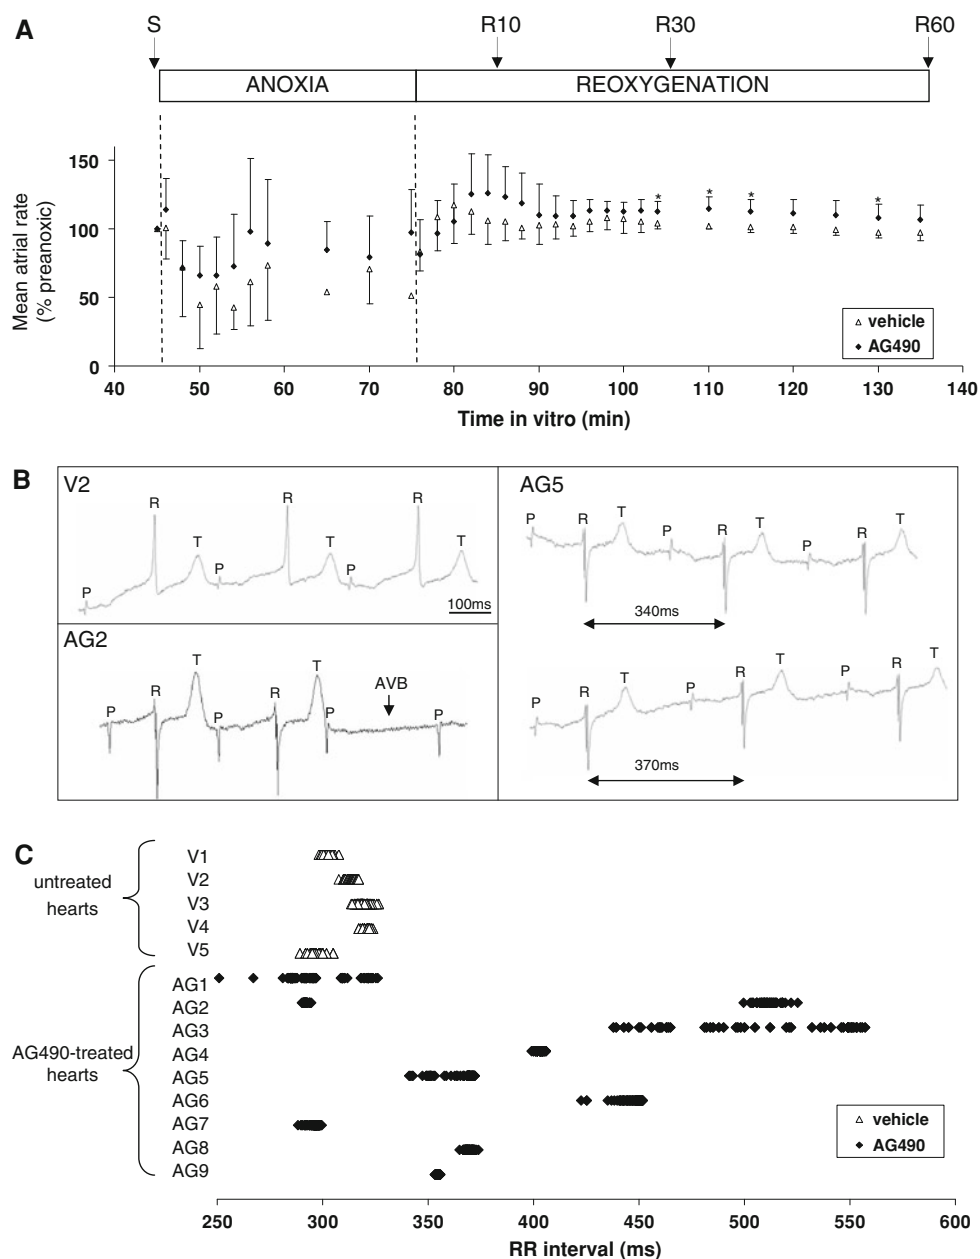 A
S
R10
R30
R60
ANOXIA
REOXYGENATION
Mean atrial rate
(% preanoxic)
150
100
50
0
* * * *
vehicle
AG490
40 50 60 70 80 90 100 110 120 130 140
Time in vitro (min)
B
V2
P R T P R T P R T
100ms
AG2
P R T P R T P AVB P
AG5
P R T P R T P R T
340ms
P R T P R T P R T
370ms
C
untreated
hearts
V1
V2
V3
V4
V5
AG490-treated
hearts
AG1
AG2
AG3
AG4
AG5
AG6
AG7
AG8
AG9
vehicle
AG490
250 300 350 400 450 500 550 600
RR interval (ms)